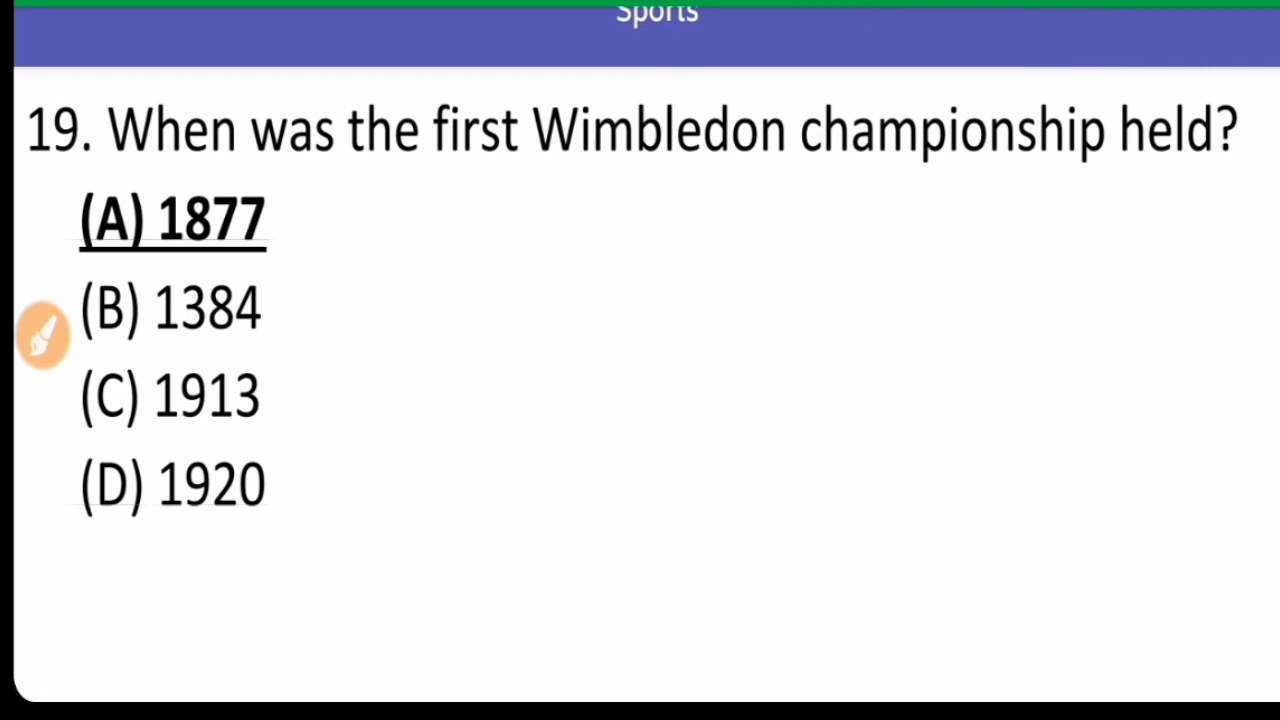 Sports
19. When was the first Wimbledon championship held?
(A) 1877
(B) 1384
(C) 1913
(D) 1920